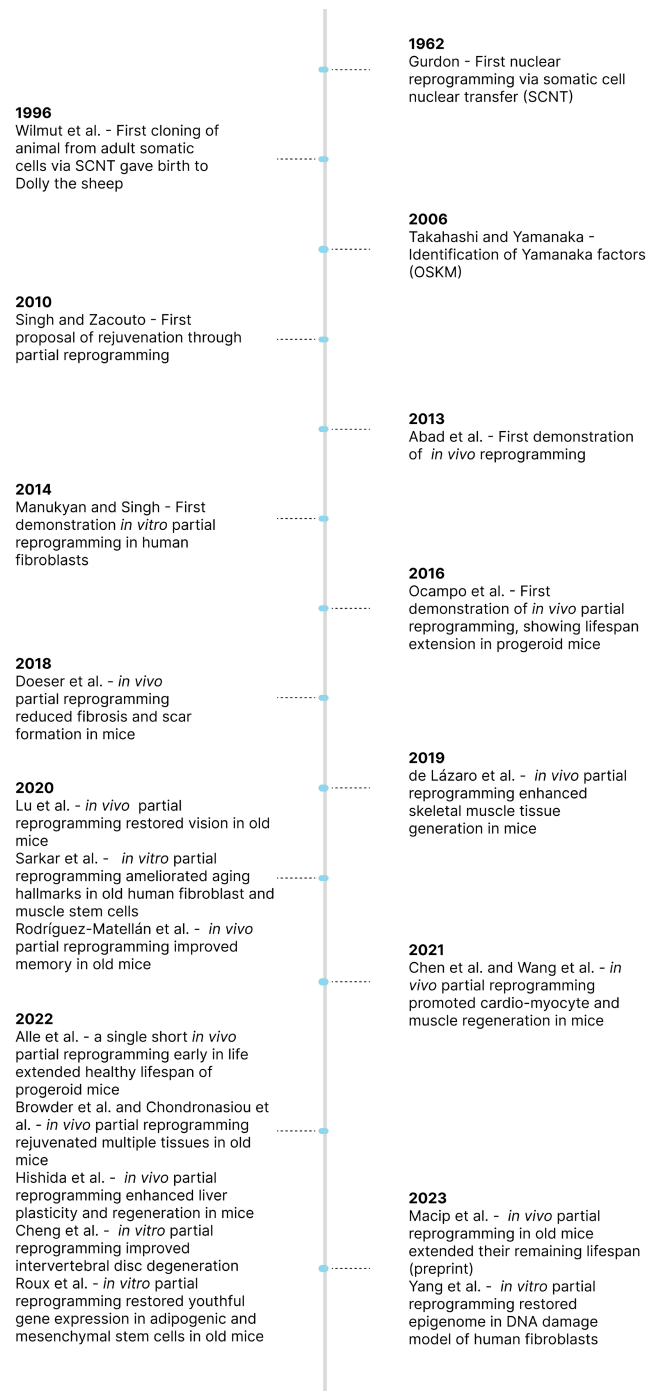 1962
Gurdon - First nuclear
reprogramming via somatic cell
nuclear transfer (SCNT)
1996
Wilmut et al. - First cloning of
animal from adult somatic
cells via SCNT gave birth to
Dolly the sheep
2006
Takahashi and Yamanaka -
Identification of Yamanaka factors
(OSKM)
2010
Singh and Zacouto - First
proposal of rejuvenation through
partial reprogramming
2013
Abad et al. - First demonstration
of in vivo reprogramming
2014
Manukyan and Singh - First
demonstration in vitro partial
reprogramming in human
fibroblasts
2016
Ocampo et al. - First
demonstration of in vivo partial
reprogramming, showing lifespan
extension in progeroid mice
2018
Doeser et al. - in vivo
partial reprogramming
reduced fibrosis and scar
formation in mice
2019
de Lázaro et al. - in vivo partial
reprogramming enhanced
skeletal muscle tissue
generation in mice
2020
Lu et al. - in vivo partial
reprogramming restored vision in old
mice
Sarkar et al. - in vitro partial
reprogramming ameliorated aging
hallmarks in old human fibroblast and
muscle stem cells
Rodríguez-Matellán et al. - in vivo
partial reprogramming improved
memory in old mice
2021
Chen et al. and Wang et al. - in
vivo partial reprogramming
promoted cardio-myocyte and
muscle regeneration in mice
2022
Alle et al. - a single short in vivo
partial reprogramming early in life
extended healthy lifespan of
progeroid mice
Browder et al. and Chondronasiou et
al. - in vivo partial reprogramming
rejuvenated multiple tissues in old
mice
Hishida et al. - in vivo partial
reprogramming enhanced liver
plasticity and regeneration in mice
Cheng et al. - in vitro partial
reprogramming improved
intervertebral disc degeneration
Roux et al. - in vitro partial
reprogramming restored youthful
gene expression in adipogenic and
mesenchymal stem cells in old mice
2023
Macip et al. - in vivo partial
reprogramming in old mice
extended their remaining lifespan
(preprint)
Yang et al. - in vitro partial
reprogramming restored
epigenome in DNA damage
model of human fibroblasts